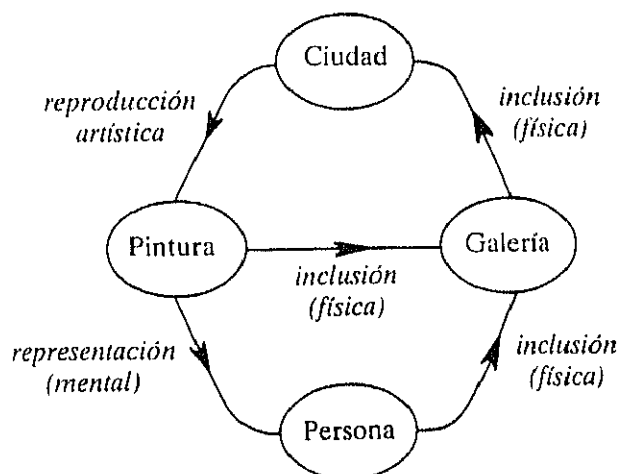 Ciudad
reproducción
artística
inclusión
(física)
Pintura
Galería
inclusión
(física)
representación
(mental)
inclusión
(física)
Persona